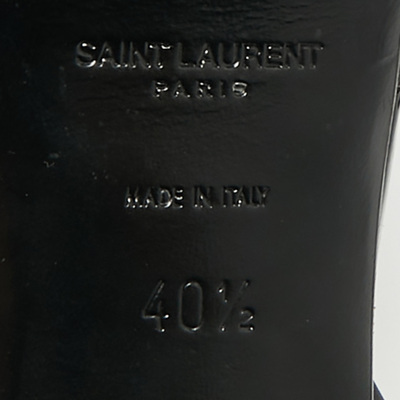 SAINT LAURENT
PARIS
MADE IN ITALY
40½